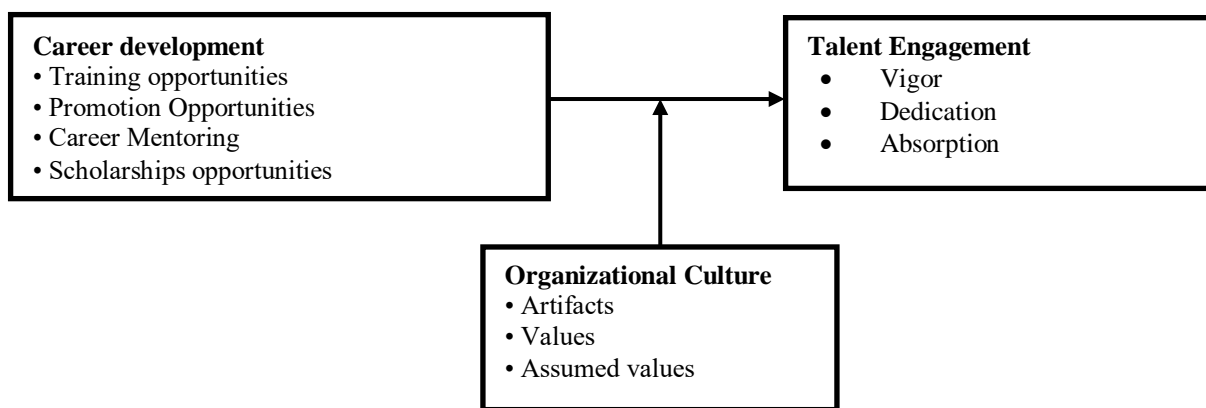 Career development
• Training opportunities
• Promotion Opportunities
• Career Mentoring
• Scholarships opportunities
Talent Engagement
• Vigor
• Dedication
• Absorption
Organizational Culture
• Artifacts
• Values
• Assumed values